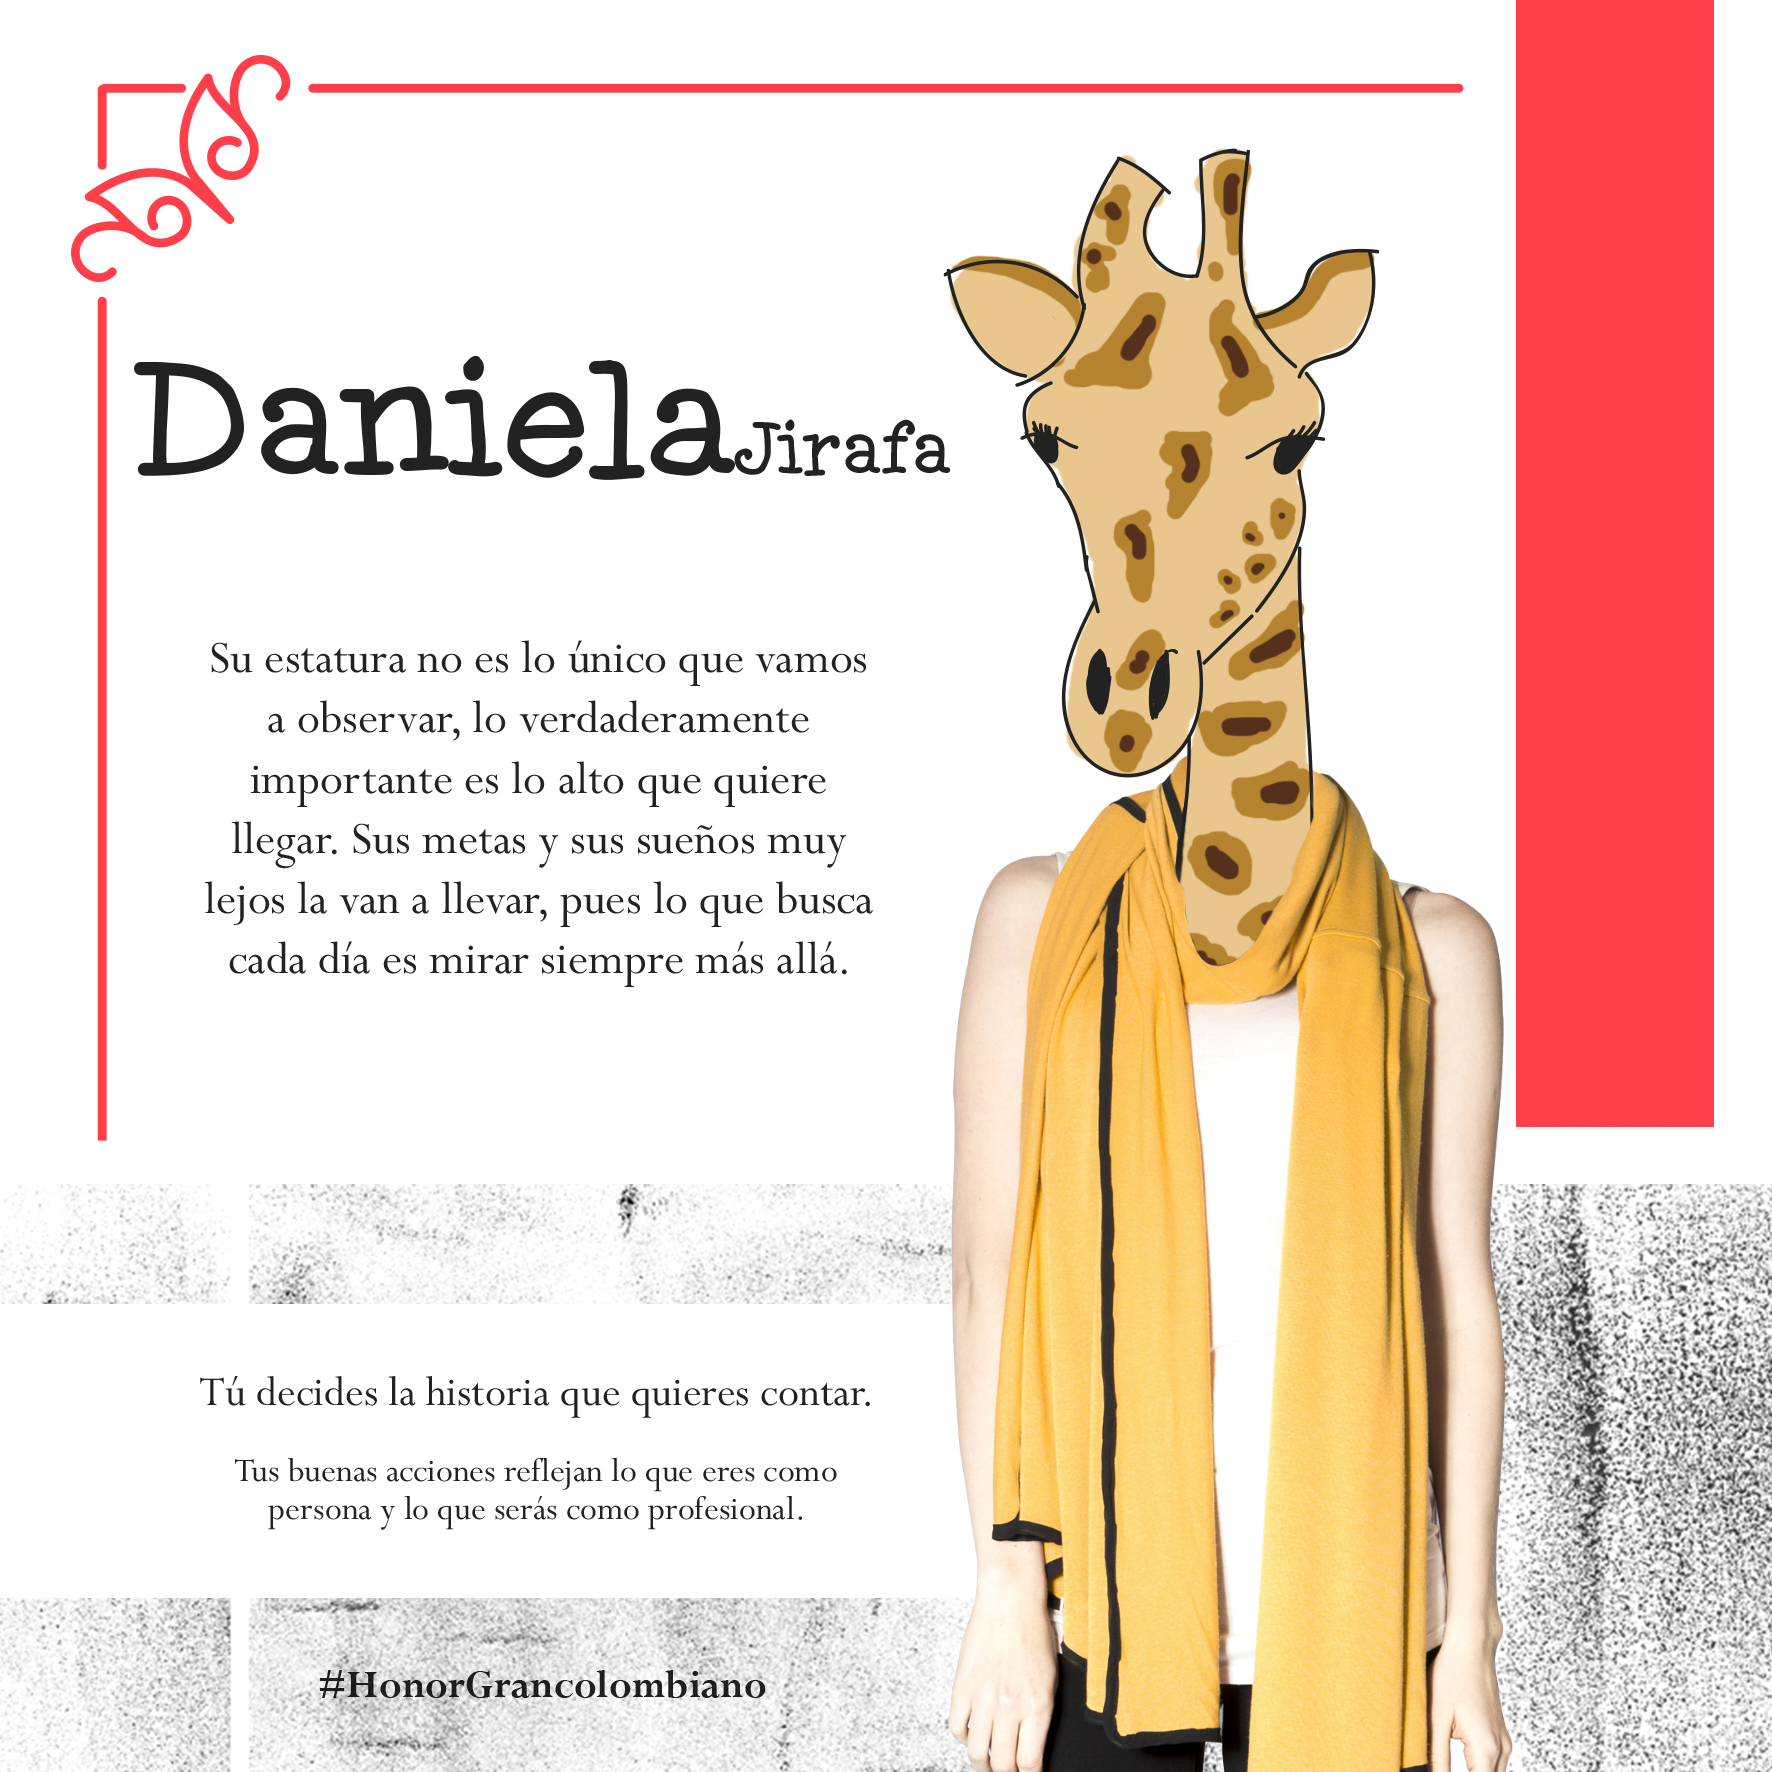 Daniela Jirafa
Su estatura no es lo único que vamos
a observar, lo verdaderamente
importante es lo alto que quiere
llegar. Sus metas y sus sueños muy
lejos la van a llevar, pues lo que busca
cada día es mirar siempre más allá.
Tú decides la historia que quieres contar.
Tus buenas acciones reflejan lo que eres como
persona y lo que serás como profesional.
#HonorGrancolombiano